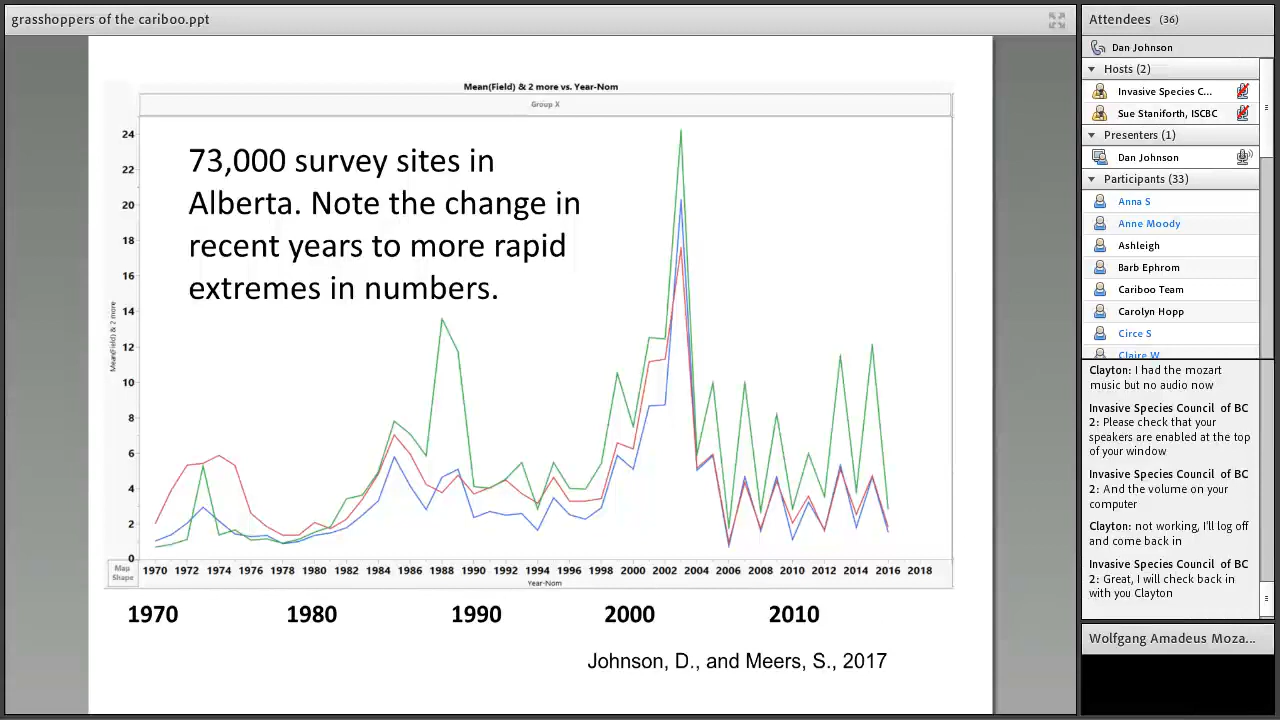 grasshoppers of the cariboo.ppt
Mean(Field) & 2 more vs. Year-Nom
Group X
73,000 survey sites in
Alberta. Note the change in
recent years to more rapid
extremes in numbers.
Mean(Field) & 2 more
24
22
20
18
16
14
12
10
8
6
4
2
0
Map
Shape
1970 1972 1974 1976 1978 1980 1982 1984 1986 1988 1990 1992 1994 1996 1998 2000 2002 2004 2006 2008 2010 2012 2014 2016 2018
Year-Nom
1970 1980 1990 2000 2010
Johnson, D., and Meers, S., 2017
Attendees (36)
Dan Johnson
Hosts (2)
Invasive Species C...
Sue Staniforth, ISCBC
Presenters (1)
Dan Johnson
Participants (33)
Anna S
Anne Moody
Ashleigh
Barb Ephrom
Cariboo Team
Carolyn Hopp
Circe S
Claire W
Clayton: I had the mozart
music but no audio now
Invasive Species Council of BC
2: Please check that your
speakers are enabled at the top
of your window
Invasive Species Council of BC
2: And the volume on your
computer
Clayton: not working, I'll log off
and come back in
Invasive Species Council of BC
2: Great, I will check back in
with you Clayton
Wolfgang Amadeus Moza...